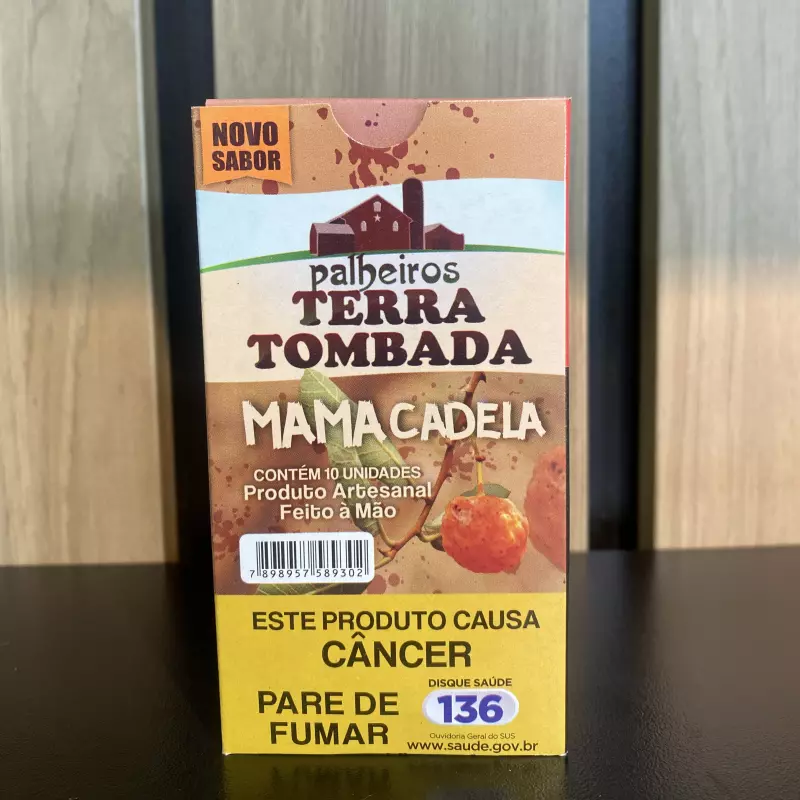 NOVO
SABOR
palheiros
TERRA
TOMBADA
MAMA CADELA
CONTÉM 10 UNIDADES
Produto Artesanal
Feito à Mão
7 898957 589302
ESTE PRODUTO CAUSA
CÂNCER
PARE DE
FUMAR
DISQUE SAÚDE
136
Ouvidoria Geral do SUS
www.saude.gov.br